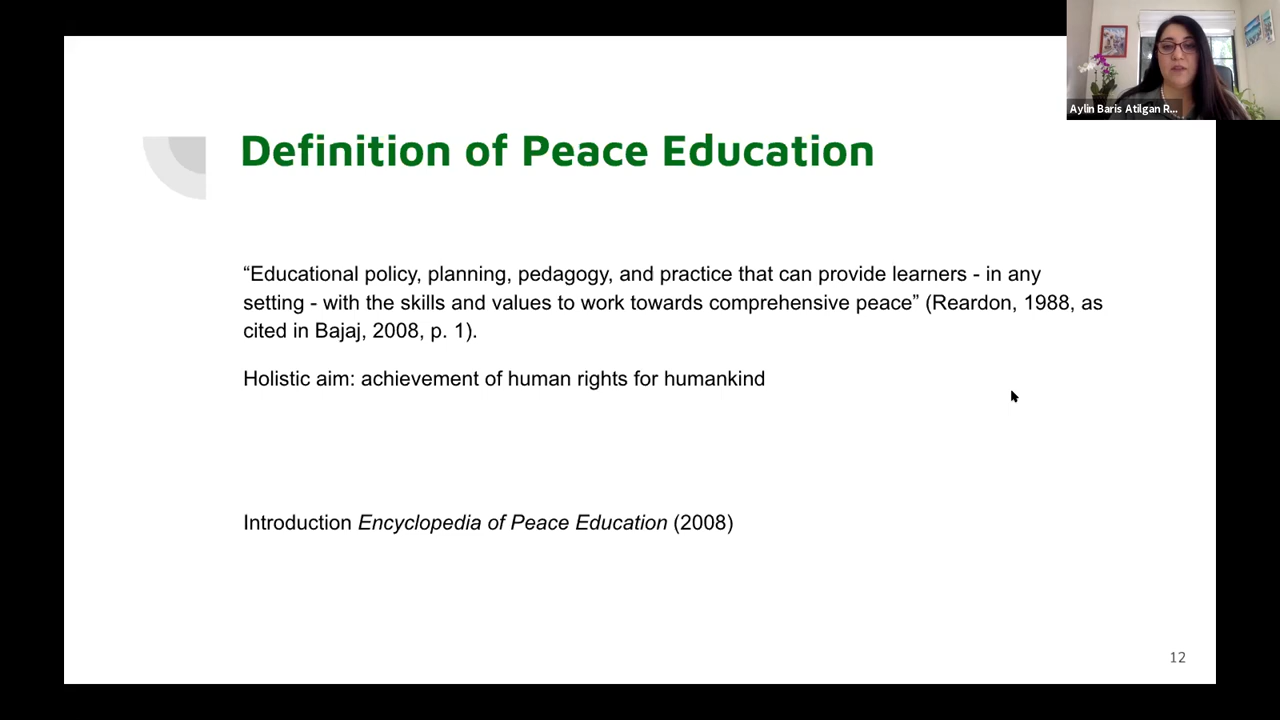 Aylin Baris Atilgan R...
Definition of Peace Education
“Educational policy, planning, pedagogy, and practice that can provide learners - in any
setting - with the skills and values to work towards comprehensive peace” (Reardon, 1988, as
cited in Bajaj, 2008, p. 1).
Holistic aim: achievement of human rights for humankind
Introduction Encyclopedia of Peace Education (2008)
12